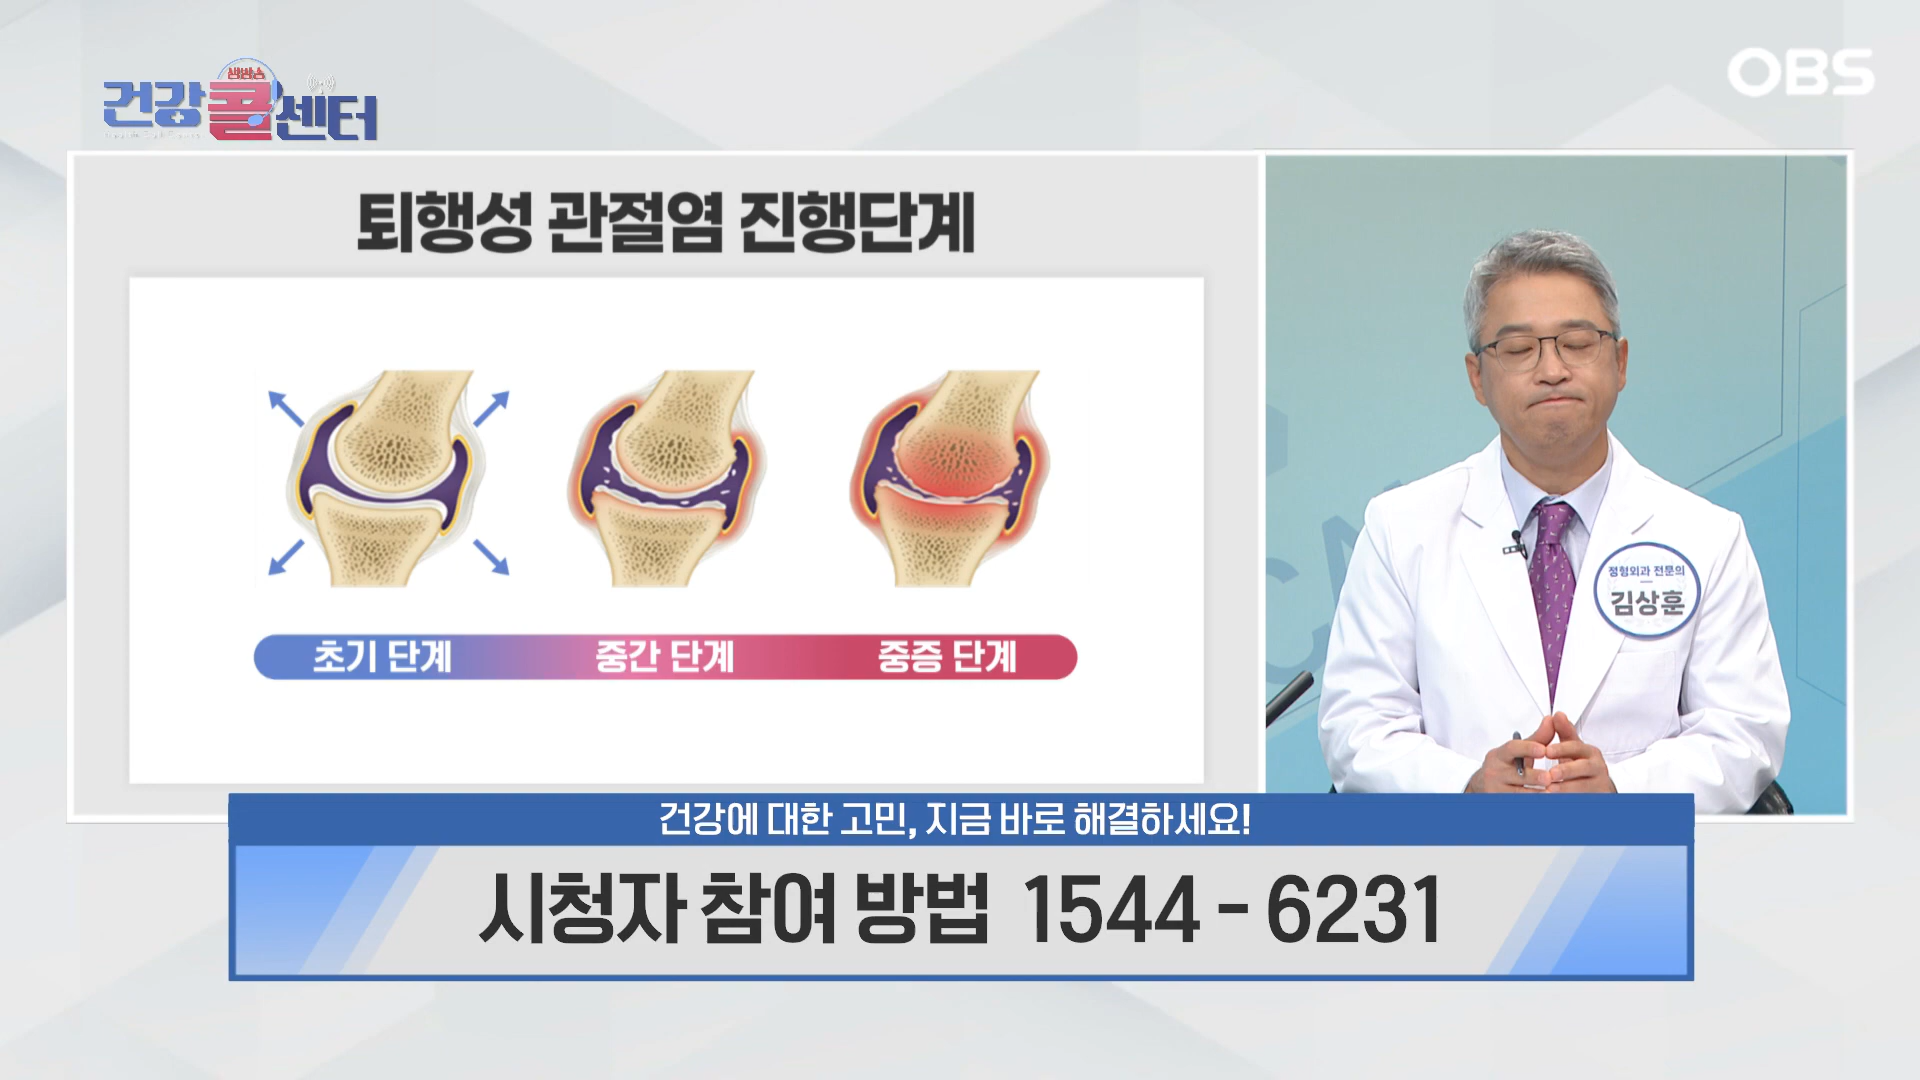 생방송
건강콜센터
OBS
퇴행성 관절염 진행단계
초기 단계
중간 단계
중증 단계
정형외과 전문의
김상훈
건강에 대한 고민, 지금 바로 해결하세요!
시청자 참여 방법 1544-6231